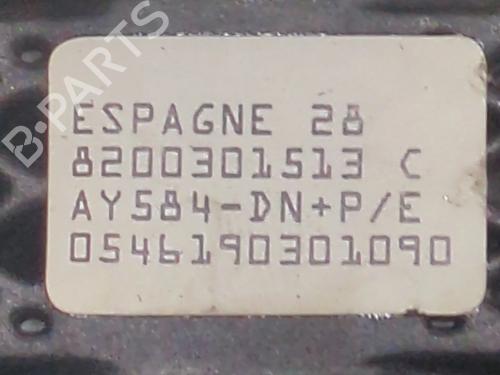 B-PARTS
ESPAGNE 28
8200301513 C
AY584-DN+P/E
05461903010​90